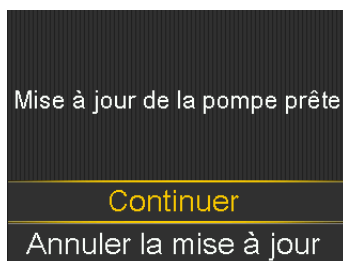 Mise à jour de la pompe prête
Continuer
Annuler la mise à jour